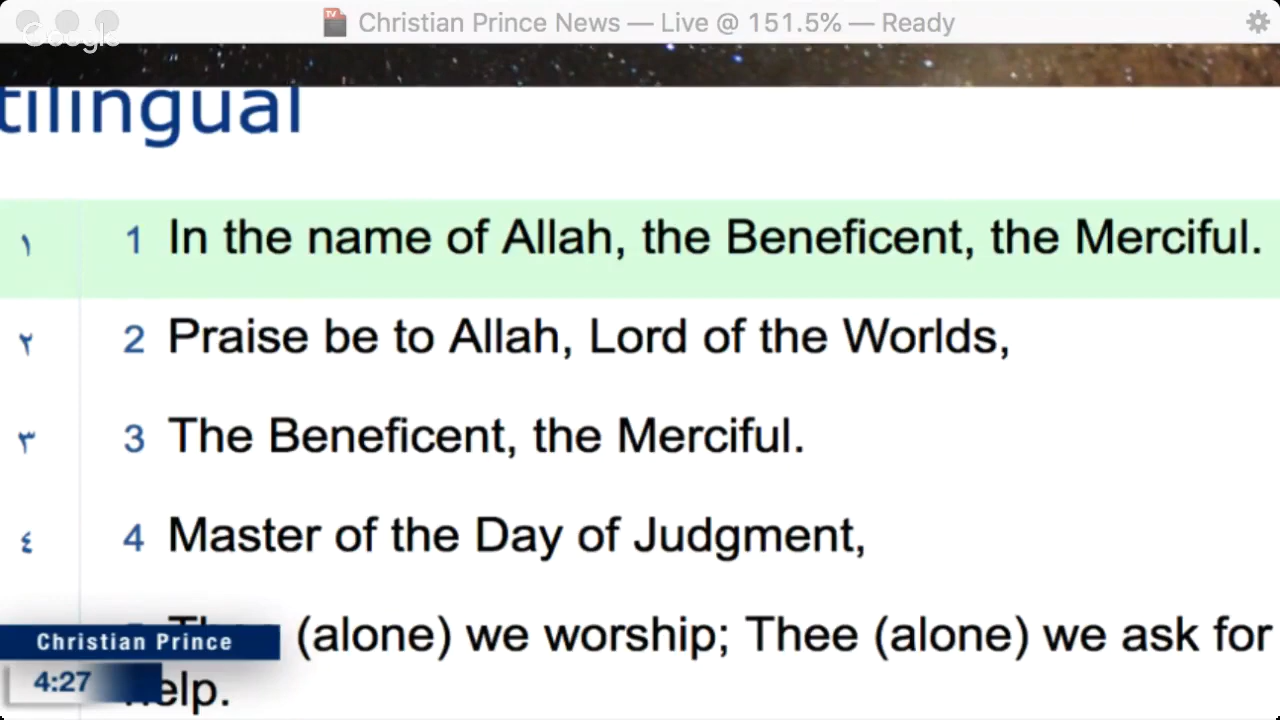 Christian Prince News — Live @ 151.5% — Ready
Google
tilingual
١ 1 In the name of Allah, the Beneficent, the Merciful.
٢ 2 Praise be to Allah, Lord of the Worlds,
٣ 3 The Beneficent, the Merciful.
٤ 4 Master of the Day of Judgment,
(alone) we worship; Thee (alone) we ask for
help.
Christian Prince
4:27